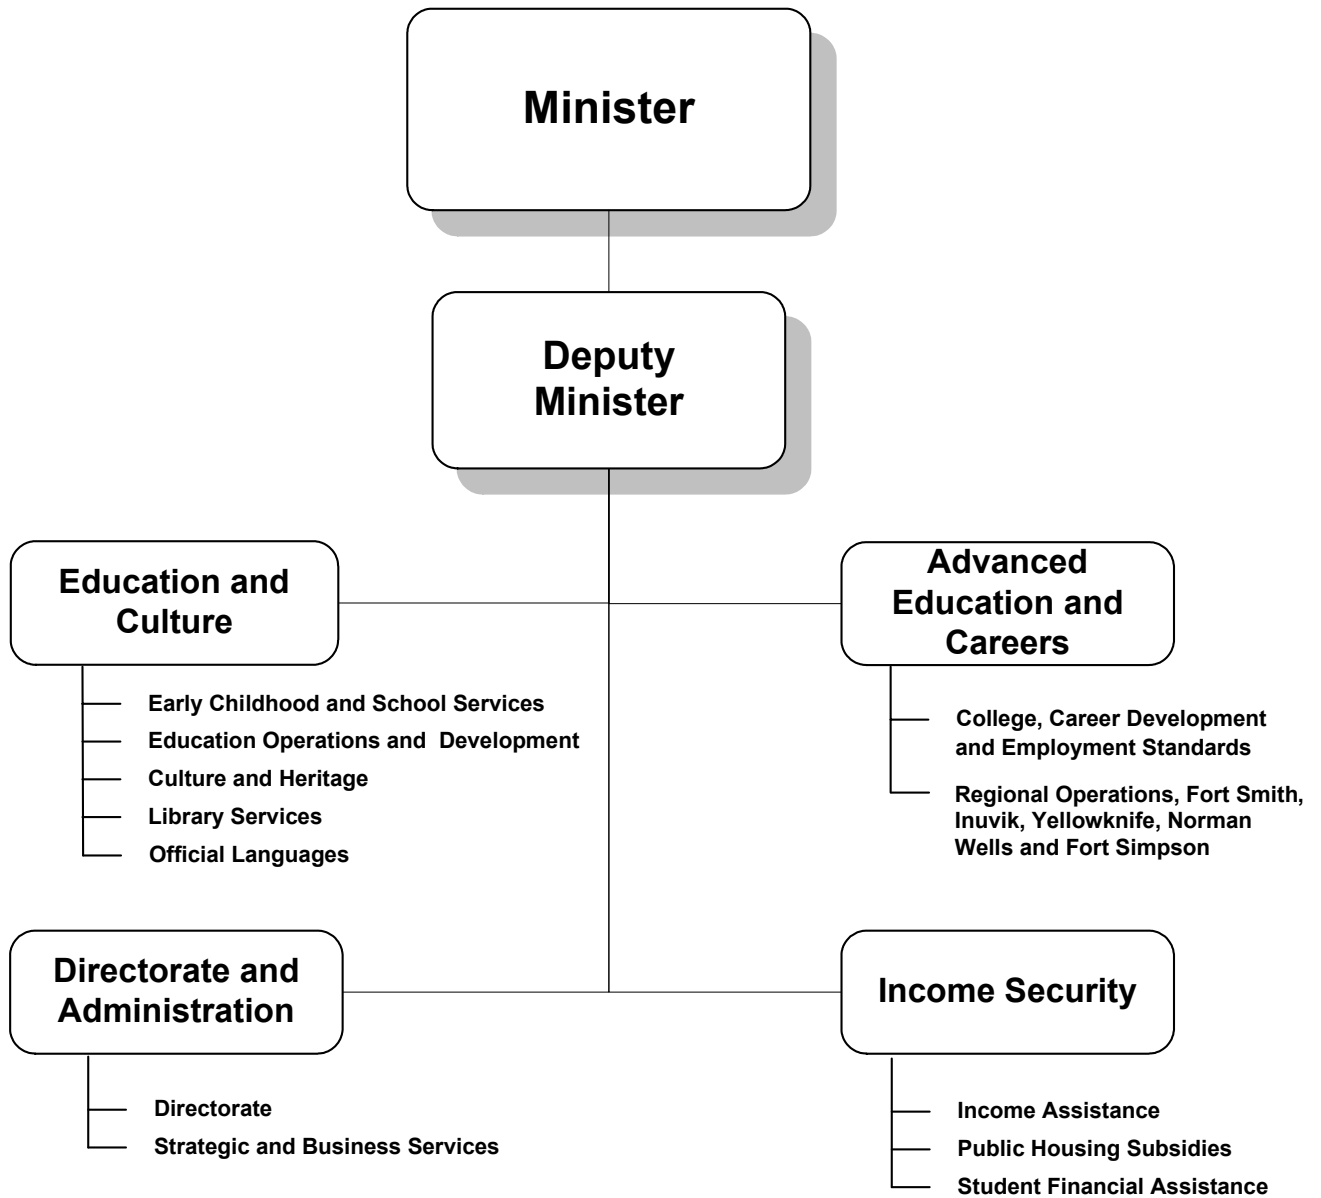 Minister
Deputy
Minister
Education and
Culture
Early Childhood and School Services
Education Operations and  Development
Culture and Heritage
Library Services
Official Languages
Advanced
Education and
Careers
College, Career Development
and Employment Standards
Regional Operations, Fort Smith,
Inuvik, Yellowknife, Norman
Wells and Fort Simpson
Directorate and
Administration
Directorate
Strategic and Business Services
Income Security
Income Assistance
Public Housing Subsidies
Student Financial Assistance